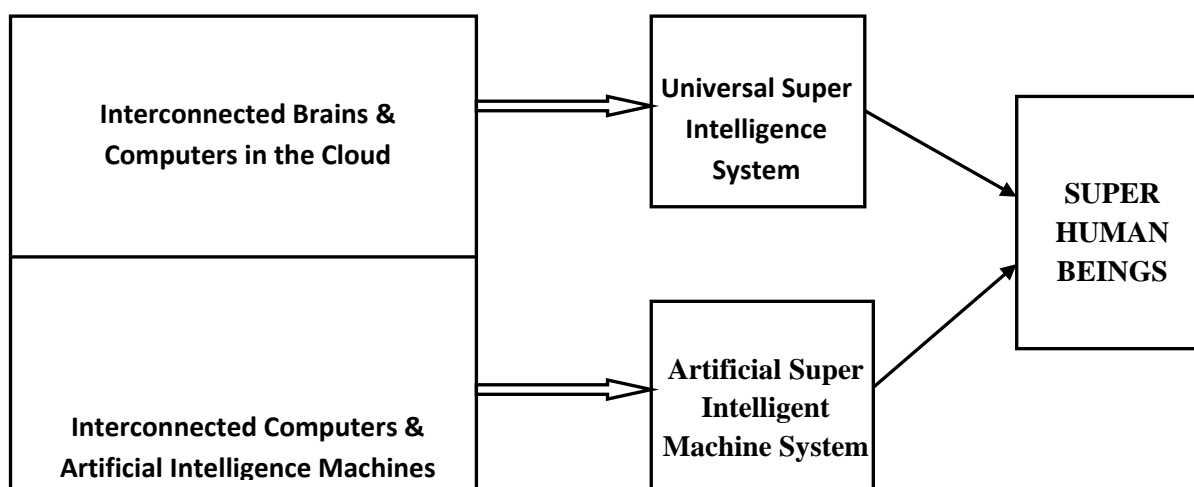 Interconnected Brains &
Computers in the Cloud
Universal Super
Intelligence
System
SUPER
HUMAN
BEINGS
Interconnected Computers &
Artificial Intelligence Machines
Artificial Super
Intelligent
Machine System